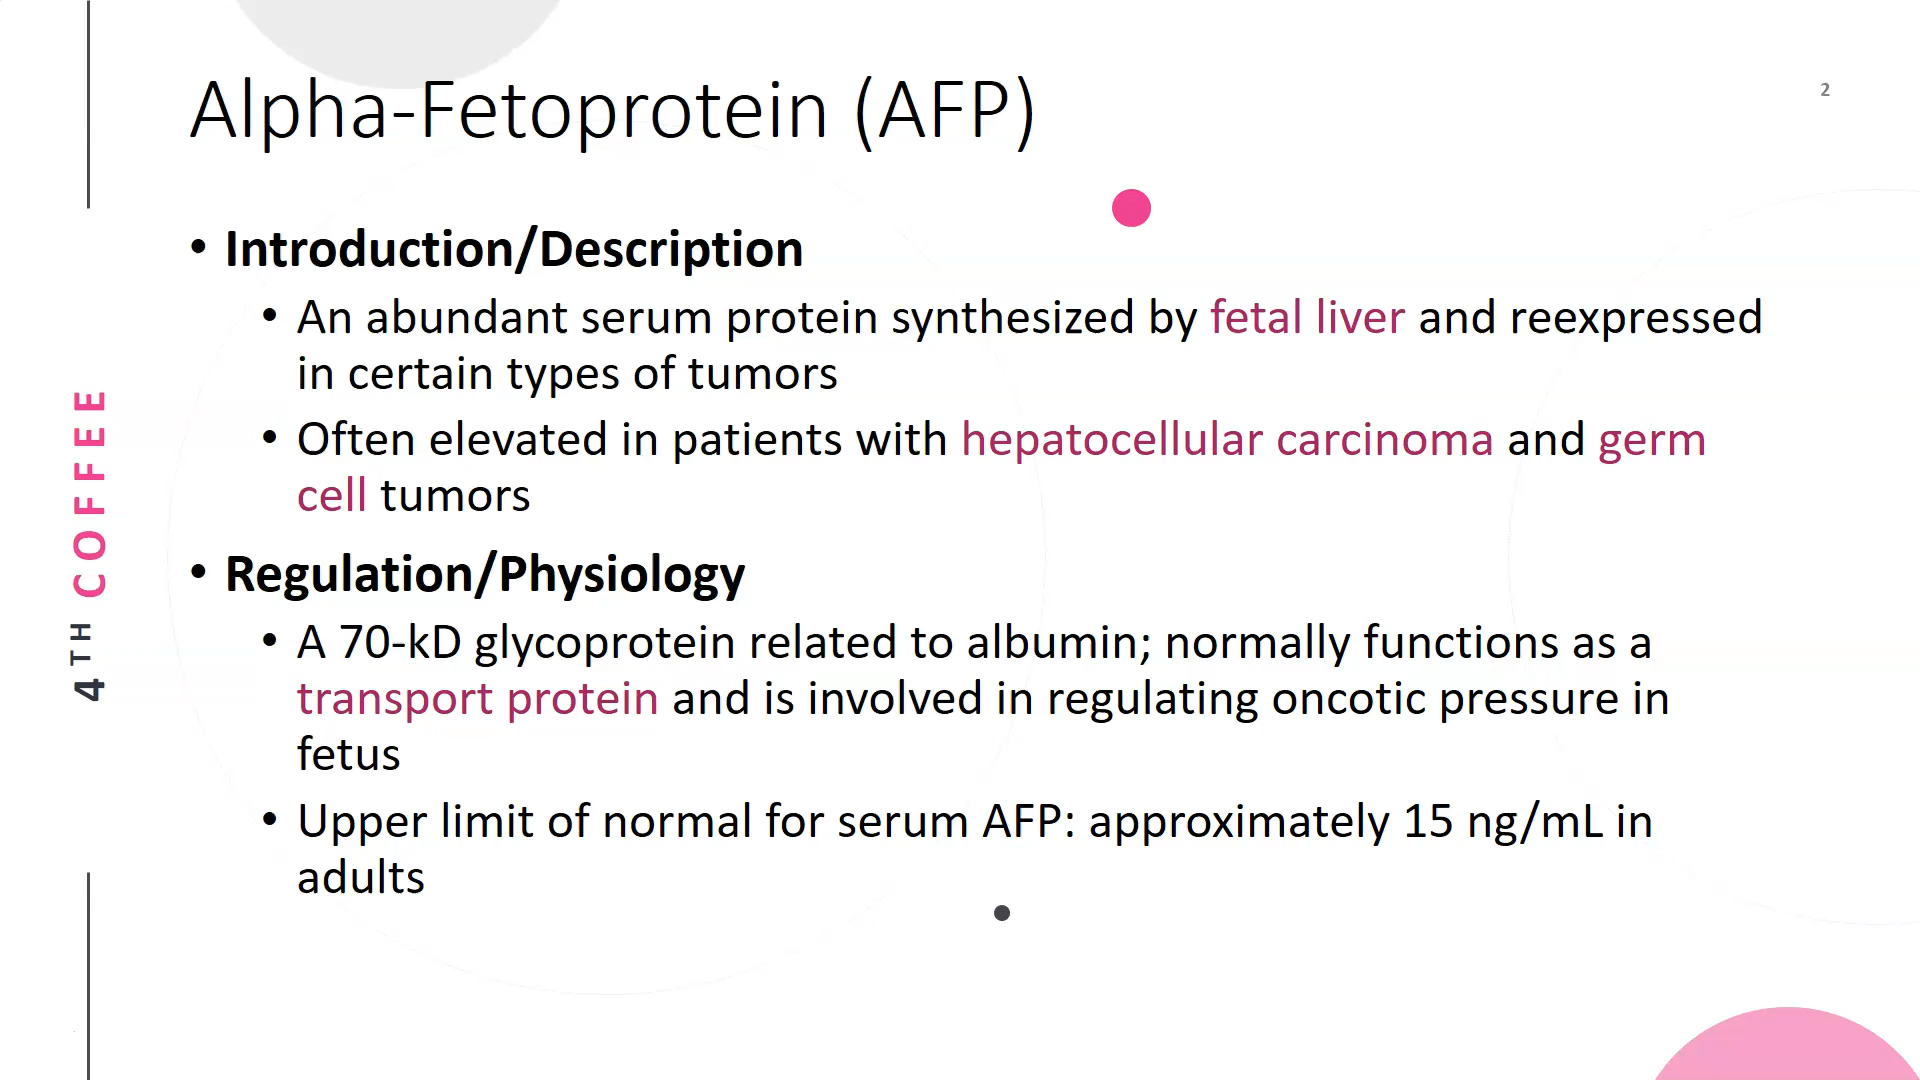 Alpha-Fetoprotein (AFP)
2
• Introduction/Description
• An abundant serum protein synthesized by fetal liver and reexpressed
in certain types of tumors
• Often elevated in patients with hepatocellular carcinoma and germ
cell tumors
• Regulation/Physiology
• A 70-kD glycoprotein related to albumin; normally functions as a
transport protein and is involved in regulating oncotic pressure in
fetus
• Upper limit of normal for serum AFP: approximately 15 ng/mL in
adults
4TH COFFEE